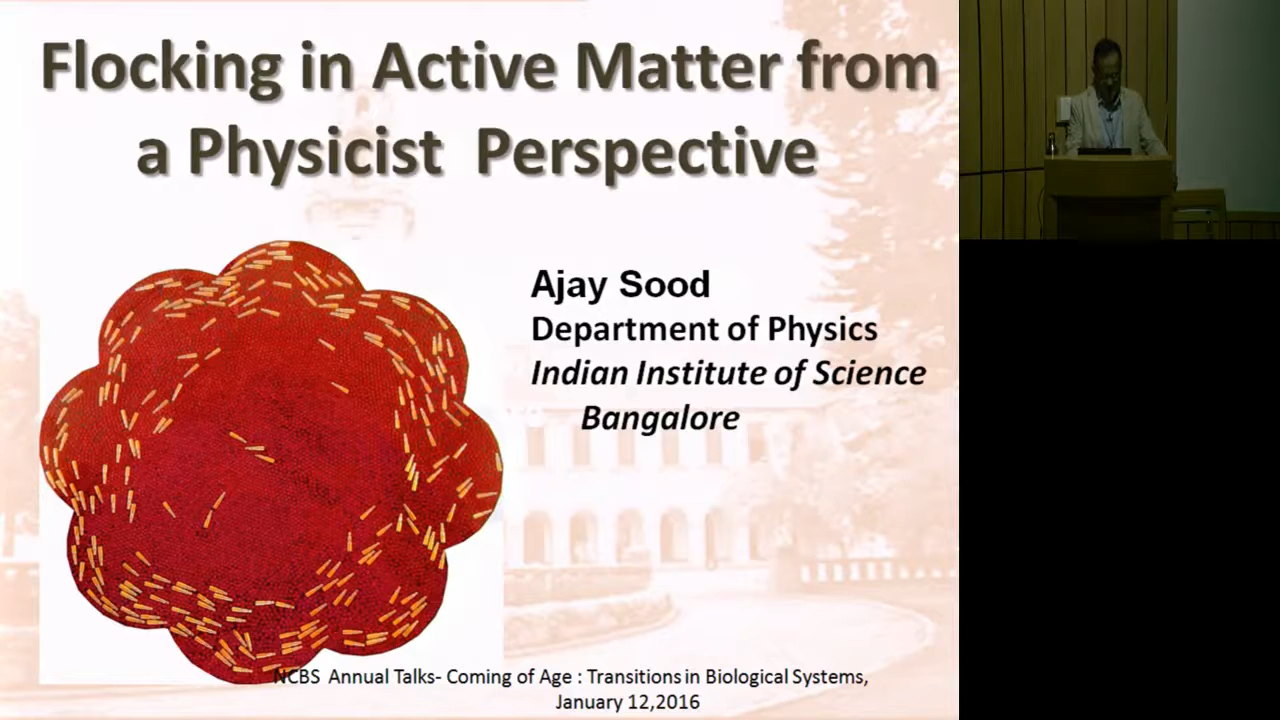 Flocking in Active Matter from
a Physicist Perspective
Ajay Sood
Department of Physics
Indian Institute of Science
Bangalore
NCBS Annual Talks- Coming of Age : Transitions in Biological Systems,
January 12,2016